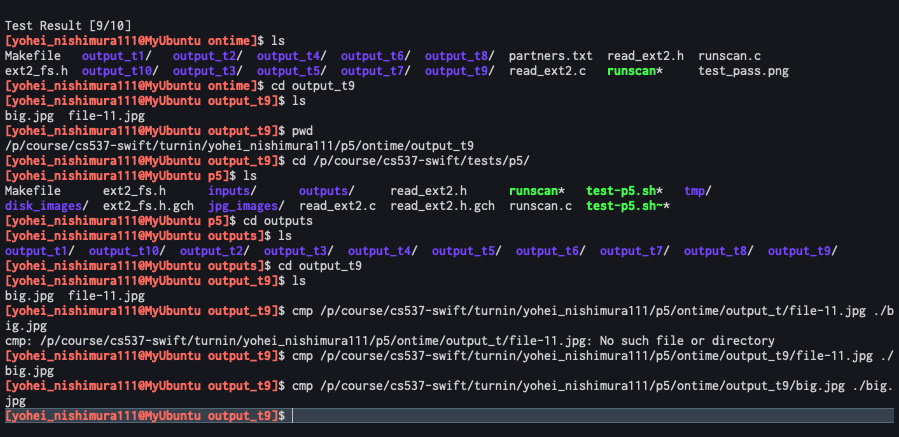 Test Result [9/10]
[yohei_nishimura111@MyUbuntu ontime]$ ls
Makefile   output_t1/   output_t2/  output_t4/  output_t6/  output_t8/  partners.txt  read_ext2.h  runscan.c
ext2_fs.h  output_t10/  output_t3/  output_t5/  output_t7/  output_t9/  read_ext2.c   runscan*     test_pass.png
[yohei_nishimura111@MyUbuntu ontime]$ cd output_t9
[yohei_nishimura111@MyUbuntu output_t9]$ ls
big.jpg  file-11.jpg
[yohei_nishimura111@MyUbuntu output_t9]$ pwd
/p/course/cs537-swift/turnin/yohei_nishimura111/p5/ontime/output_t9
[yohei_nishimura111@MyUbuntu output_t9]$ cd /p/course/cs537-swift/tests/p5/
[yohei_nishimura111@MyUbuntu p5]$ ls
Makefile      ext2_fs.h      inputs/      outputs/     read_ext2.h      runscan*   test-p5.sh*   tmp/
disk_images/  ext2_fs.h.gch  jpg_images/  read_ext2.c  read_ext2.h.gch  runscan.c  test-p5.sh~*
[yohei_nishimura111@MyUbuntu p5]$ cd outputs
[yohei_nishimura111@MyUbuntu outputs]$ ls
output_t1/  output_t10/  output_t2/  output_t3/  output_t4/  output_t5/  output_t6/  output_t7/  output_t8/  output_t9/
[yohei_nishimura111@MyUbuntu outputs]$ cd output_t9
[yohei_nishimura111@MyUbuntu output_t9]$ ls
big.jpg  file-11.jpg
[yohei_nishimura111@MyUbuntu output_t9]$ cmp /p/course/cs537-swift/turnin/yohei_nishimura111/p5/ontime/output_t/file-11.jpg ./b
ig.jpg
cmp: /p/course/cs537-swift/turnin/yohei_nishimura111/p5/ontime/output_t/file-11.jpg: No such file or directory
[yohei_nishimura111@MyUbuntu output_t9]$ cmp /p/course/cs537-swift/turnin/yohei_nishimura111/p5/ontime/output_t9/file-11.jpg ./
big.jpg
[yohei_nishimura111@MyUbuntu output_t9]$ cmp /p/course/cs537-swift/turnin/yohei_nishimura111/p5/ontime/output_t9/big.jpg ./big.
jpg
[yohei_nishimura111@MyUbuntu output_t9]$